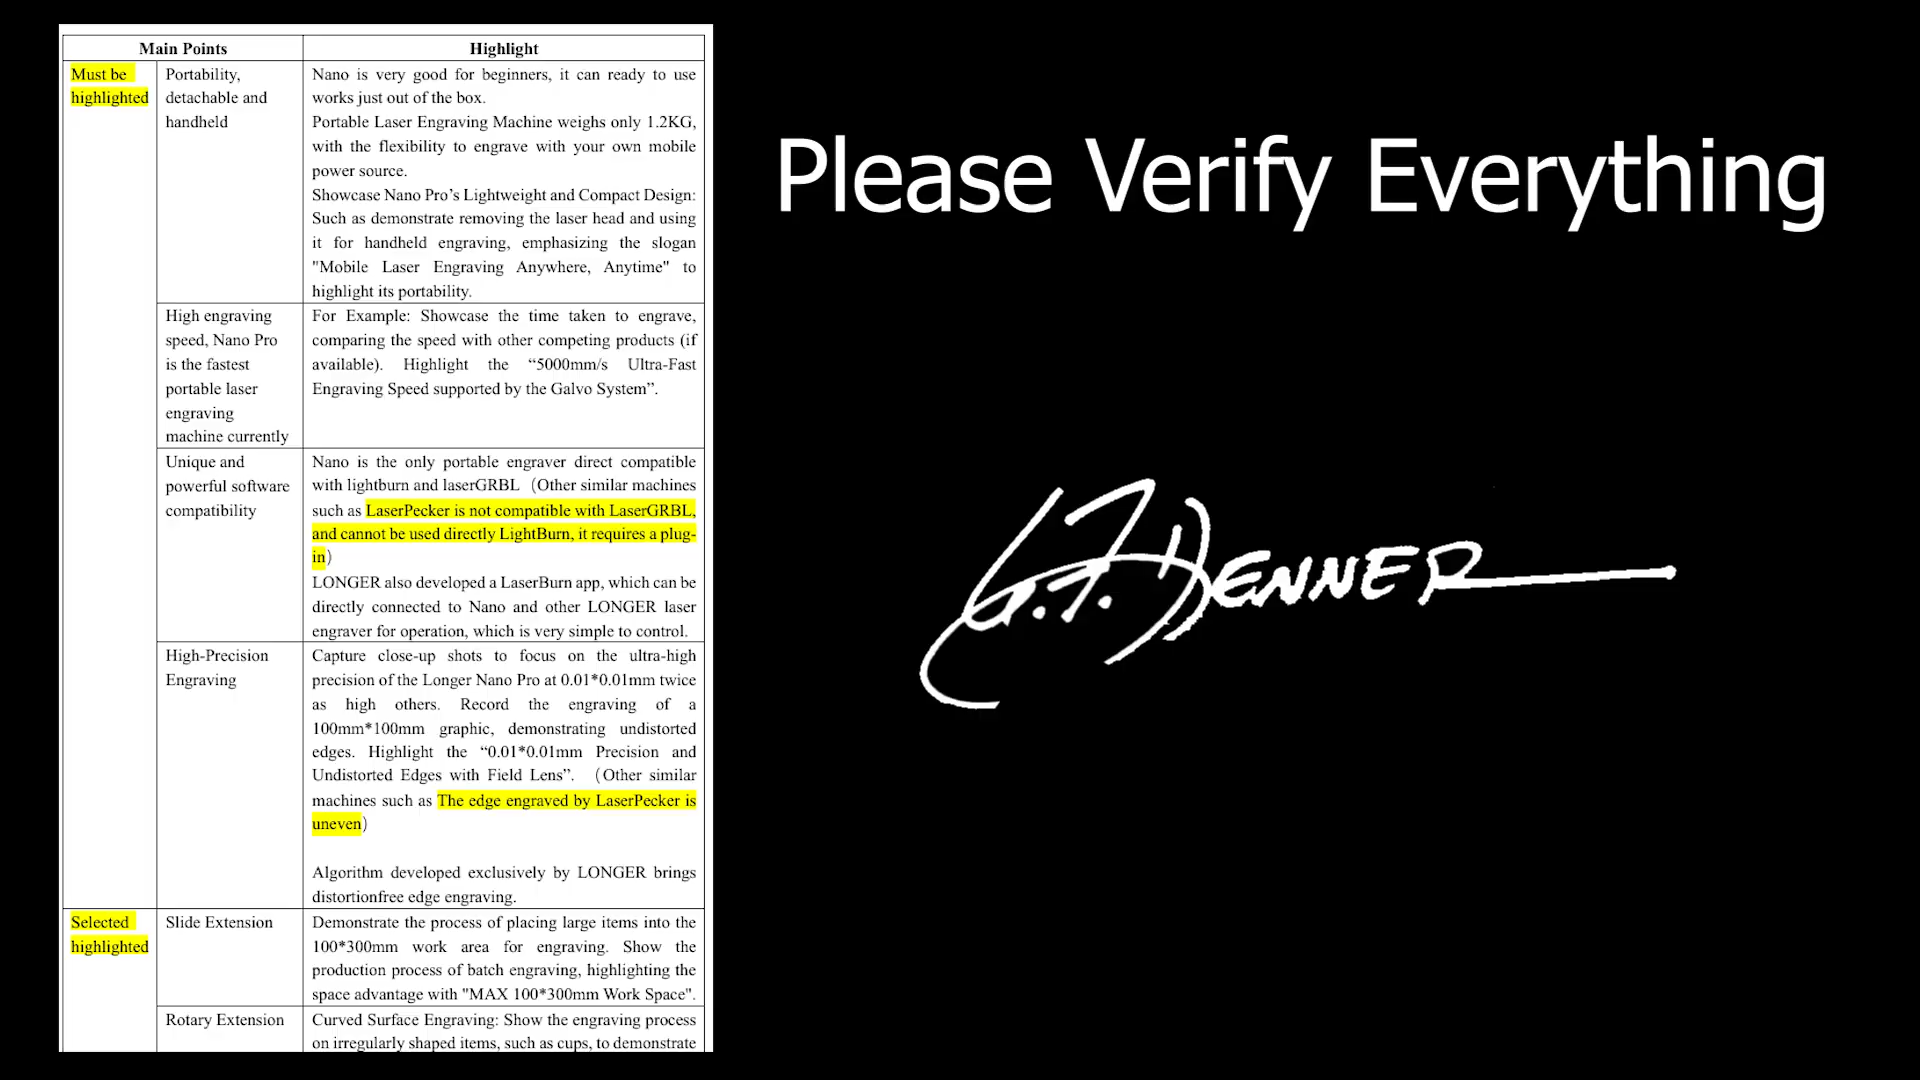 Main Points
Highlight
Must be
highlighted
Portability,
detachable and
handheld
Nano is very good for beginners, it can ready to use
works just out of the box.
Portable Laser Engraving Machine weighs only 1.2KG,
with the flexibility to engrave with your own mobile
power source.
Showcase Nano Pro’s Lightweight and Compact Design:
Such as demonstrate removing the laser head and using
it for handheld engraving, emphasizing the slogan
"Mobile Laser Engraving Anywhere, Anytime" to
highlight its portability.
High engraving
speed, Nano Pro
is the fastest
portable laser
engraving
machine currently
For Example: Showcase the time taken to engrave,
comparing the speed with other competing products (if
available). Highlight the “5000mm/s Ultra-Fast
Engraving Speed supported by the Galvo System”.
Unique and
powerful software
compatibility
Nano is the only portable engraver direct compatible
with lightburn and laserGRBL（Other similar machines
such as LaserPecker is not compatible with LaserGRBL,
and cannot be used directly LightBurn, it requires a plug-
in）
LONGER also developed a LaserBurn app, which can be
directly connected to Nano and other LONGER laser
engraver for operation, which is very simple to control.
High-Precision
Engraving
Capture close-up shots to focus on the ultra-high
precision of the Longer Nano Pro at 0.01*0.01mm twice
as high others. Record the engraving of a
100mm*100mm graphic, demonstrating undistorted
edges. Highlight the “0.01*0.01mm Precision and
Undistorted Edges with Field Lens”.（Other similar
machines such as The edge engraved by LaserPecker is
uneven）
Algorithm developed exclusively by LONGER brings
distortionfree edge engraving.
Selected
highlighted
Slide Extension
Demonstrate the process of placing large items into the
100*300mm work area for engraving. Show the
production process of batch engraving, highlighting the
space advantage with "MAX 100*300mm Work Space".
Rotary Extension
Curved Surface Engraving: Show the engraving process
on irregularly shaped items, such as cups, to demonstrate
Please Verify Everything
G.F. DENNER